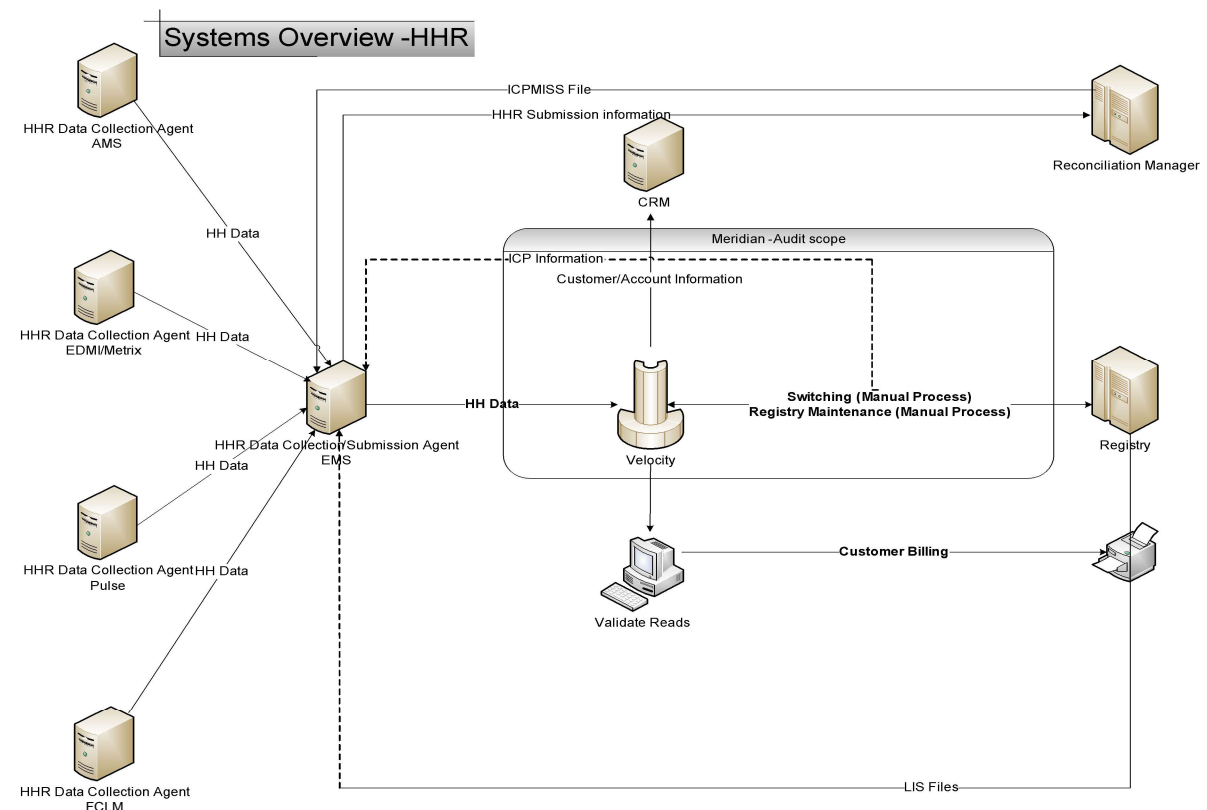 Systems Overview -HHR
ICPMISS File
HHR Submission information
HHR Data Collection Agent
AMS
Reconciliation Manager
CRM
HH Data
Meridian -Audit scope
ICP Information
Customer/Account Information
HHR Data Collection Agent
EDMI/Metrix
HH Data
HH Data
Switching (Manual Process)
Registry Maintenance (Manual Process)
HHR Data Collection/Submission Agent
EMS
Velocity
Registry
HH Data
HHR Data Collection Agent
Pulse
HH Data
Customer Billing
Validate Reads
LIS Files
HHR Data Collection Agent